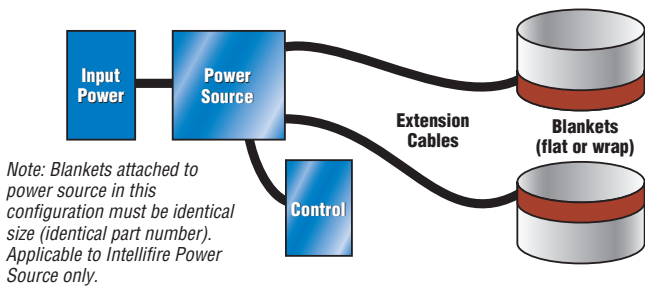 Input
Power
Power
Source
Extension
Cables
Blankets
(flat or wrap)
Control
Note: Blankets attached to
power source in this
configuration must be identical
size (identical part number).
Applicable to Intellifire Power
Source only.